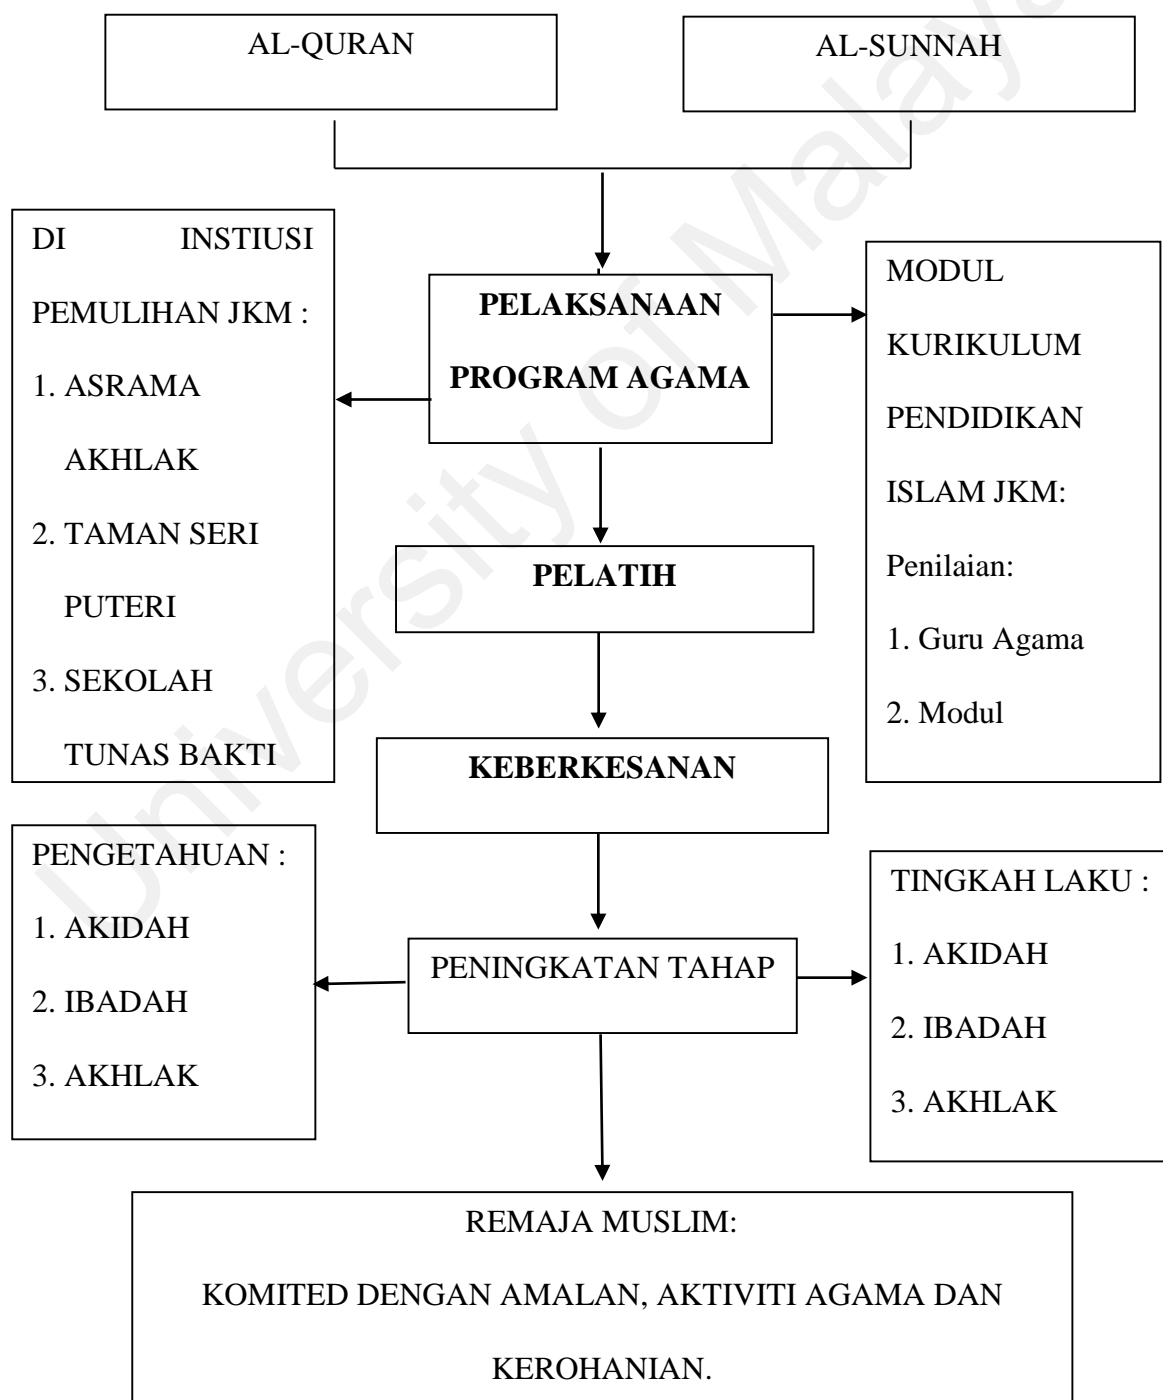 AL-QURAN
AL-SUNNAH
DI INSTIUSI
PEMULIHAN JKM :
1. ASRAMA
AKHLAK
2. TAMAN SERI
PUTERI
3. SEKOLAH
TUNAS BAKTI
PELAKSANAAN
PROGRAM AGAMA
MODUL
KURIKULUM
PENDIDIKAN
ISLAM JKM:
Penilaian:
1. Guru Agama
2. Modul
PELATIH
KEBERKESANAN
PENGETAHUAN :
1. AKIDAH
2. IBADAH
3. AKHLAK
PENINGKATAN TAHAP
TINGKAH LAKU :
1. AKIDAH
2. IBADAH
3. AKHLAK
REMAJA MUSLIM:
KOMITED DENGAN AMALAN, AKTIVITI AGAMA DAN
KEROHANIAN.
University of Malaya